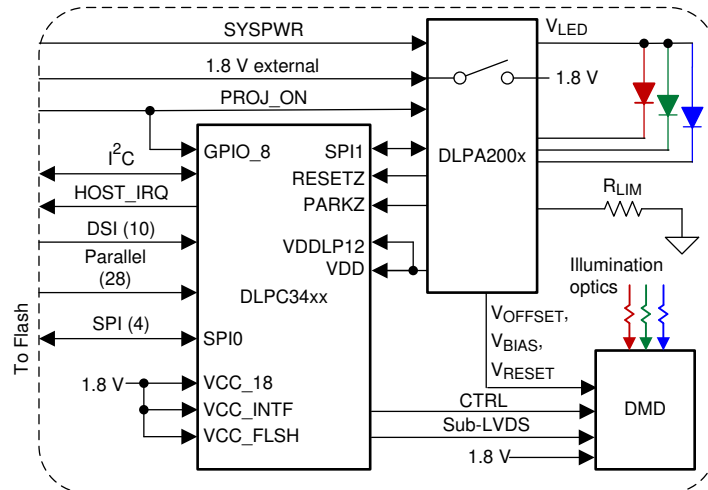 SYSPWR
1.8 V external
PROJ_ON
I2C
HOST_IRQ
DSI (10)
Parallel
(28)
SPI (4)
To Flash
1.8 V
GPIO_8
SPI1
RESETZ
PARKZ
VDDLP12
VDD
DLPC34xx
SPI0
VCC_18
VCC_INTF
VCC_FLSH
DLPA200x
VLED
1.8 V
RLIM
Illumination
optics
VOFFSET,
VBIAS,
VRESET
CTRL
Sub-LVDS
1.8 V
DMD